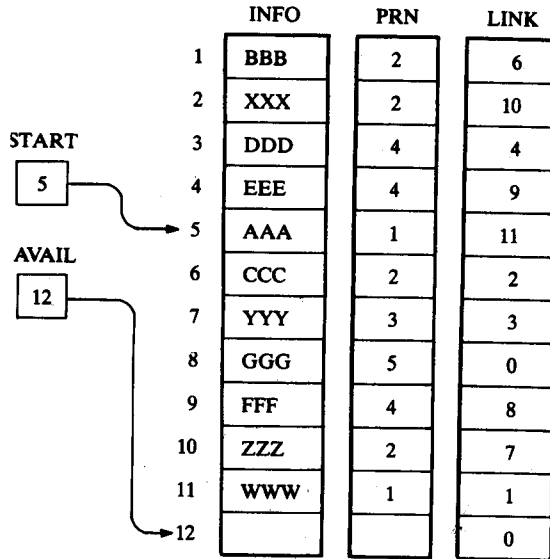 INFO PRN LINK
1 BBB 2 6
2 XXX 2 10
START
3 DDD 4 4
5
4 EEE 4 9
5 AAA 1 11
AVAIL
6 CCC 2 2
12
7 YYY 3 3
8 GGG 5 0
9 FFF 4 8
10 ZZZ 2 7
11 WWW 1 1
12 0